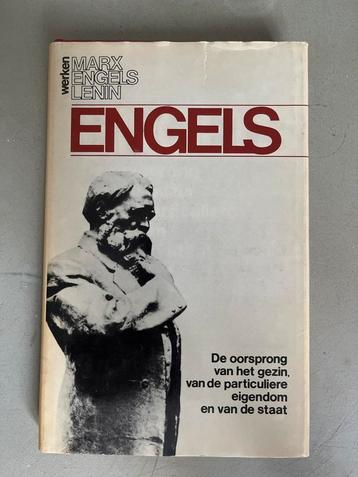 werken
MARX
ENGELS
LENIN
ENGELS
De oorsprong
van het gezin,
van de particuliere
eigendom
en van de staat